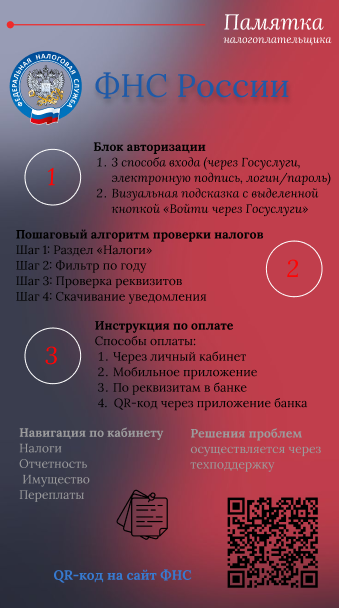 Памятка
налогоплательщика
ФЕДЕРАЛЬНАЯ НАЛОГОВАЯ СЛУЖБА
ФНС России
Блок авторизации
1
1. 3 способа входа (через Госуслуги,
электронную подпись, логин/пароль)
2. Визуальная подсказка с выделенной
кнопкой «Войти через Госуслуги»
Пошаговый алгоритм проверки налогов
Шаг 1: Раздел «Налоги»
Шаг 2: Фильтр по году
Шаг 3: Проверка реквизитов
Шаг 4: Скачивание уведомления
2
Инструкция по оплате
3
Способы оплаты:
1. Через личный кабинет
2. Мобильное приложение
3. По реквизитам в банке
4. QR-код через приложение банка
Навигация по кабинету
Налоги
Отчетность
Имущество
Переплаты
Решения проблем
осуществляется через
техподдержку
QR-код на сайт ФНС